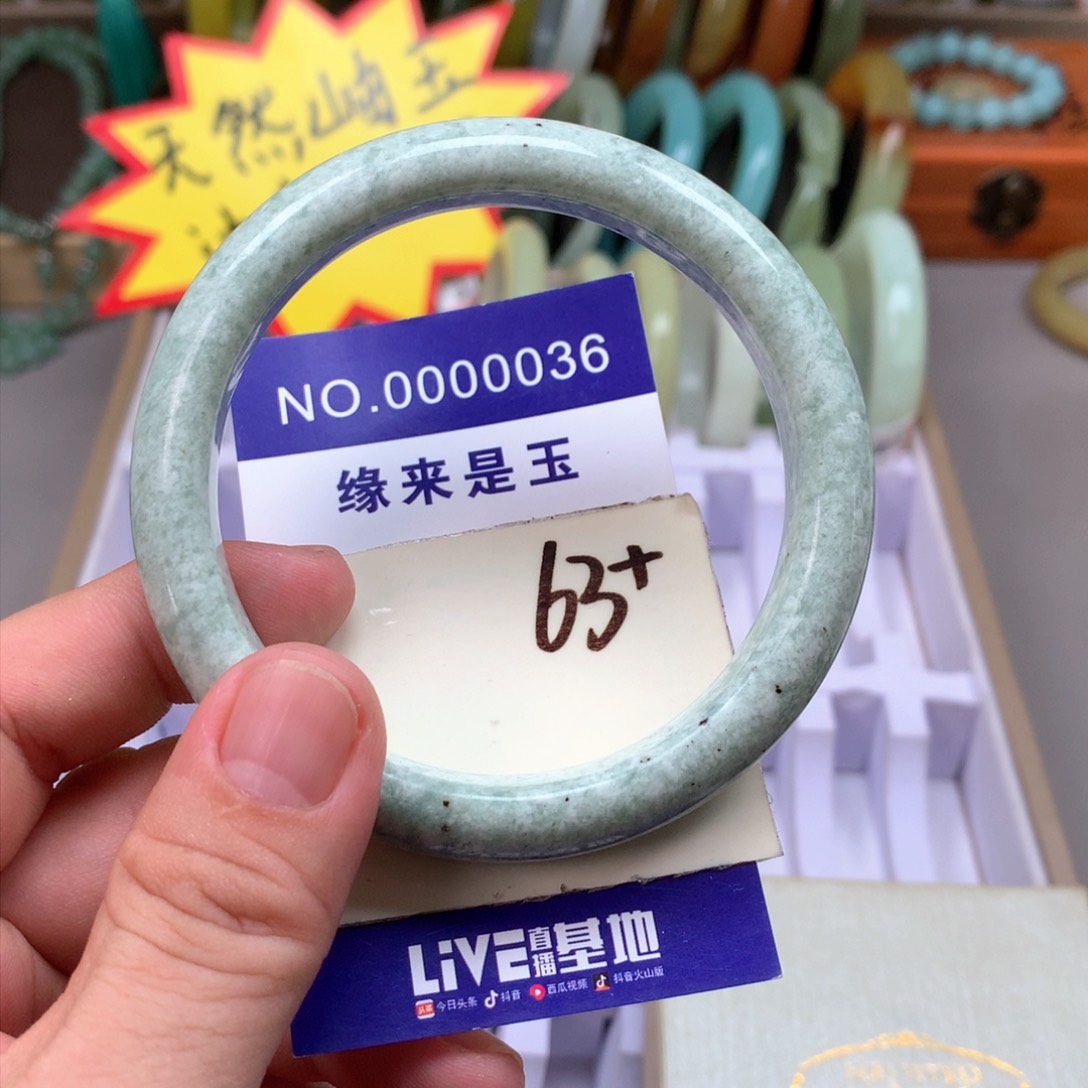 天然岫玉
NO.0000036
缘来是玉
63+
LiVE直播基地
今日头条 抖音 西瓜视频 抖音火山版